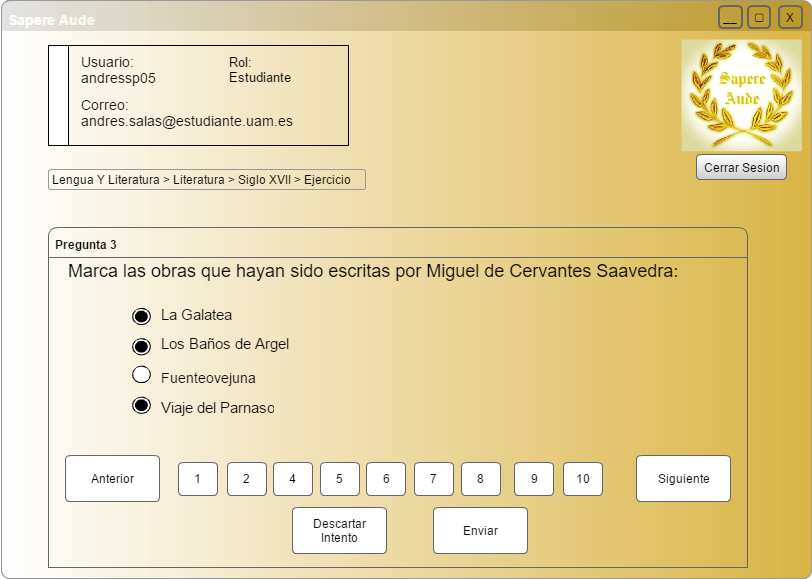 Sapere Aude
__ □ X
Usuario:
andressp05
Rol:
Estudiante
Correo:
andres.salas@estudiante.uam.es
Sapere
Aude
Cerrar Sesion
Lengua Y Literatura > Literatura > Siglo XVII > Ejercicio
Pregunta 3
Marca las obras que hayan sido escritas por Miguel de Cervantes Saavedra:
La Galatea
Los Baños de Argel
Fuenteovejuna
Viaje del Parnaso
Anterior 1 2 4 5 6 7 8 9 10 Siguiente
Descartar
Intento
Enviar